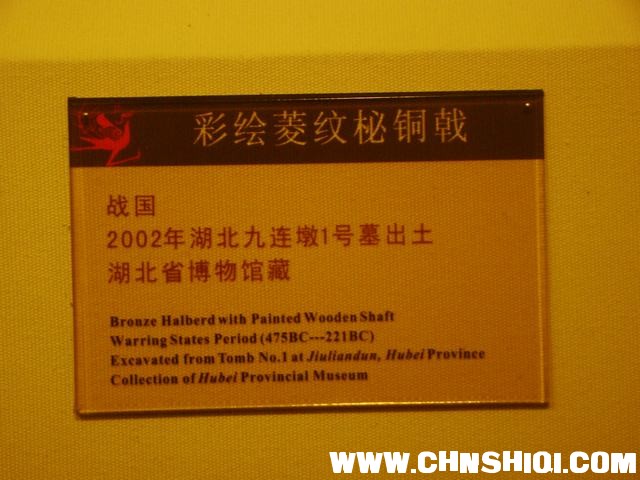 彩绘菱纹柲铜戟
战国
2002年湖北九连墩1号墓出土
湖北省博物馆藏
Bronze Halberd with Painted Wooden Shaft
Warring States Period (475BC---221BC)
Excavated from Tomb No.1 at Jiuliandun, Hubei Province
Collection of Hubei Provincial Museum
WWW.CHNSHIQI.COM